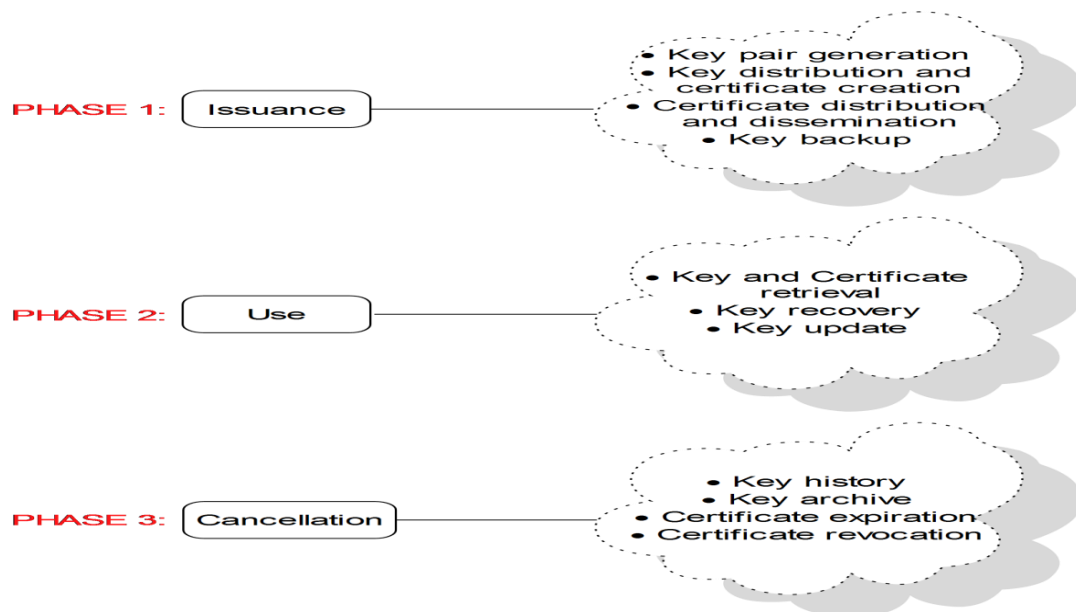 PHASE 1:
Issuance
• Key pair generation
• Key distribution and
certificate creation
• Certificate distribution
and dissemination
• Key backup
PHASE 2:
Use
• Key and Certificate
retrieval
• Key recovery
• Key update
PHASE 3:
Cancellation
• Key history
• Key archive
• Certificate expiration
• Certificate revocation